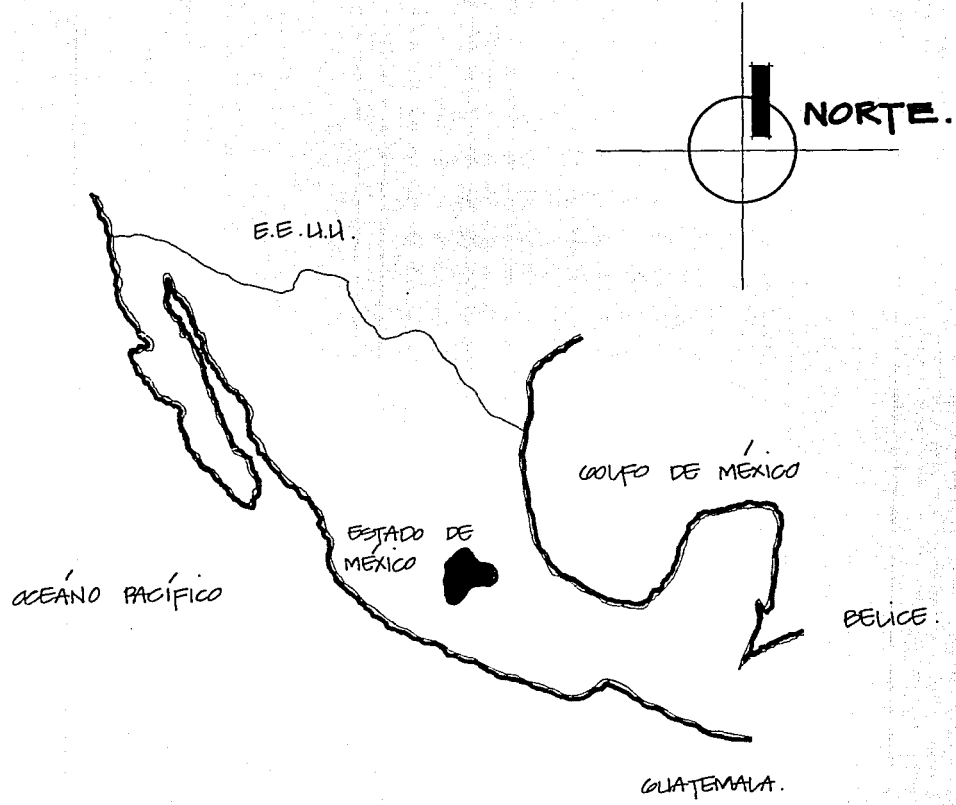 NORTE.
E.E.U.U.
GOLFO DE MÉXICO
ESTADO DE
MÉXICO
OCEÁNO PACÍFICO
BELICE.
GUATEMALA.